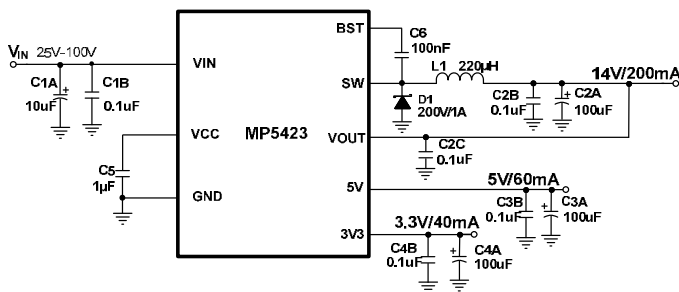 BST
C6
100nF
VIN 25V-100V
VIN
C1A
+
10uF
C1B
0.1uF
SW
L1 220μH
14V/200mA
D1
200V/1A
C2B
0.1uF
+
C2A
100uF
VCC
MP5423
VOUT
C2C
0.1uF
C5
1μF
GND
5V
5V/60mA
C3B
0.1uF
+
C3A
100uF
3V3
3.3V/40mA
C4B
0.1uF
+
C4A
100uF